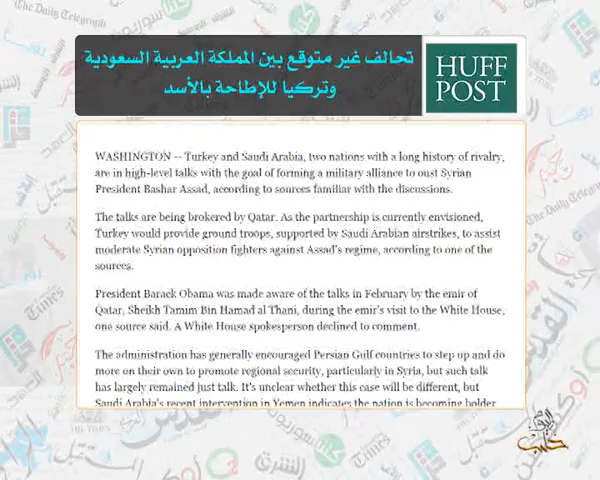 تحالف غير متوقع بين المملكة العربية السعودية
وتركيا للإطاحة بالأسد
HUFF
POST
WASHINGTON -- Turkey and Saudi Arabia, two nations with a long history of rivalry,
are in high-level talks with the goal of forming a military alliance to oust Syrian
President Bashar Assad, according to sources familiar with the discussions.
The talks are being brokered by Qatar. As the partnership is currently envisioned,
Turkey would provide ground troops, supported by Saudi Arabian airstrikes, to assist
moderate Syrian opposition fighters against Assad's regime, according to one of the
sources.
President Barack Obama was made aware of the talks in February by the emir of
Qatar, Sheikh Tamim Bin Hamad al Thani, during the emir's visit to the White House,
one source said. A White House spokesperson declined to comment.
The administration has generally encouraged Persian Gulf countries to step up and do
more on their own to promote regional security, particularly in Syria, but such talk
has largely remained just talk. It's unclear whether this case will be different, but
Saudi Arabia's recent intervention in Yemen indicates the nation is becoming bolder
The Daily Telegraph
Times
القدس
المستقبل
الشرق
حلب